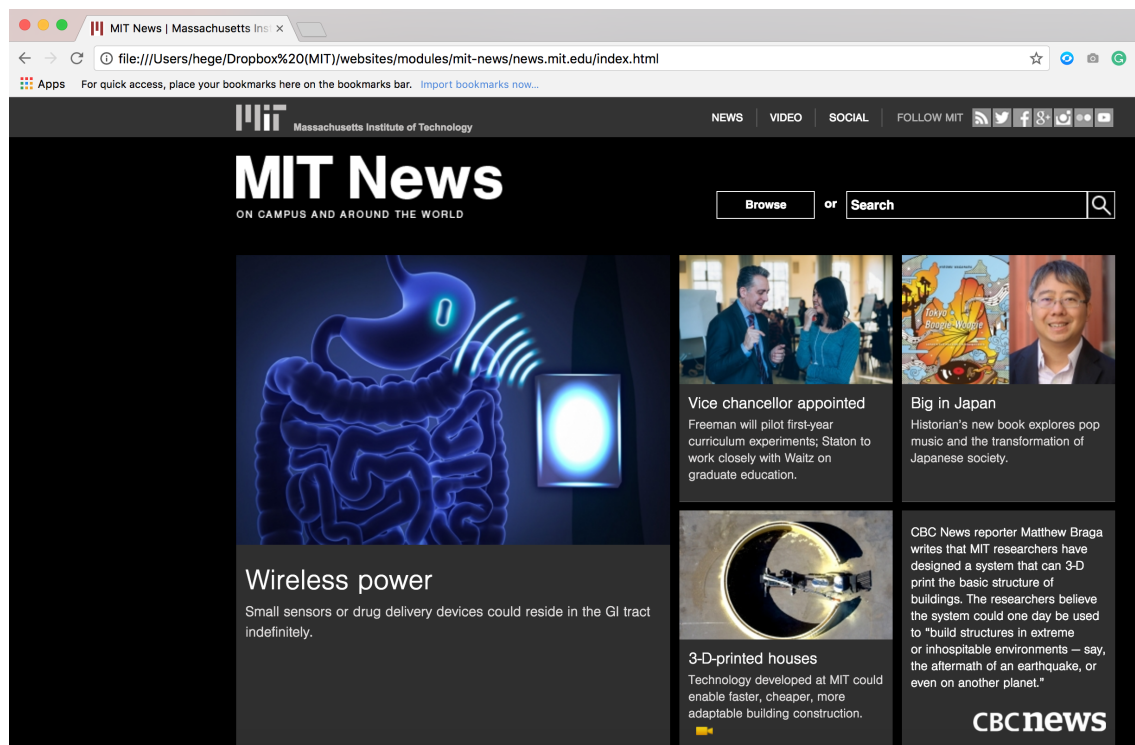 MIT News | Massachusetts Inst
file:///Users/hege/Dropbox%20(MIT)/websites/modules/mit-news/news.mit.edu/index.html
Apps For quick access, place your bookmarks here on the bookmarks bar. Import bookmarks now...
MIT Massachusetts Institute of Technology
NEWS VIDEO SOCIAL FOLLOW MIT
MIT News
ON CAMPUS AND AROUND THE WORLD
Browse or Search
Wireless power
Small sensors or drug delivery devices could reside in the GI tract
indefinitely.
Vice chancellor appointed
Freeman will pilot first-year
curriculum experiments; Staton to
work closely with Waitz on
graduate education.
Tokyo
Boogie-Woogie
Big in Japan
Historian's new book explores pop
music and the transformation of
Japanese society.
3-D-printed houses
Technology developed at MIT could
enable faster, cheaper, more
adaptable building construction.
CBC News reporter Matthew Braga
writes that MIT researchers have
designed a system that can 3-D
print the basic structure of
buildings. The researchers believe
the system could one day be used
to “build structures in extreme
or inhospitable environments — say,
the aftermath of an earthquake, or
even on another planet.”
CBCnews